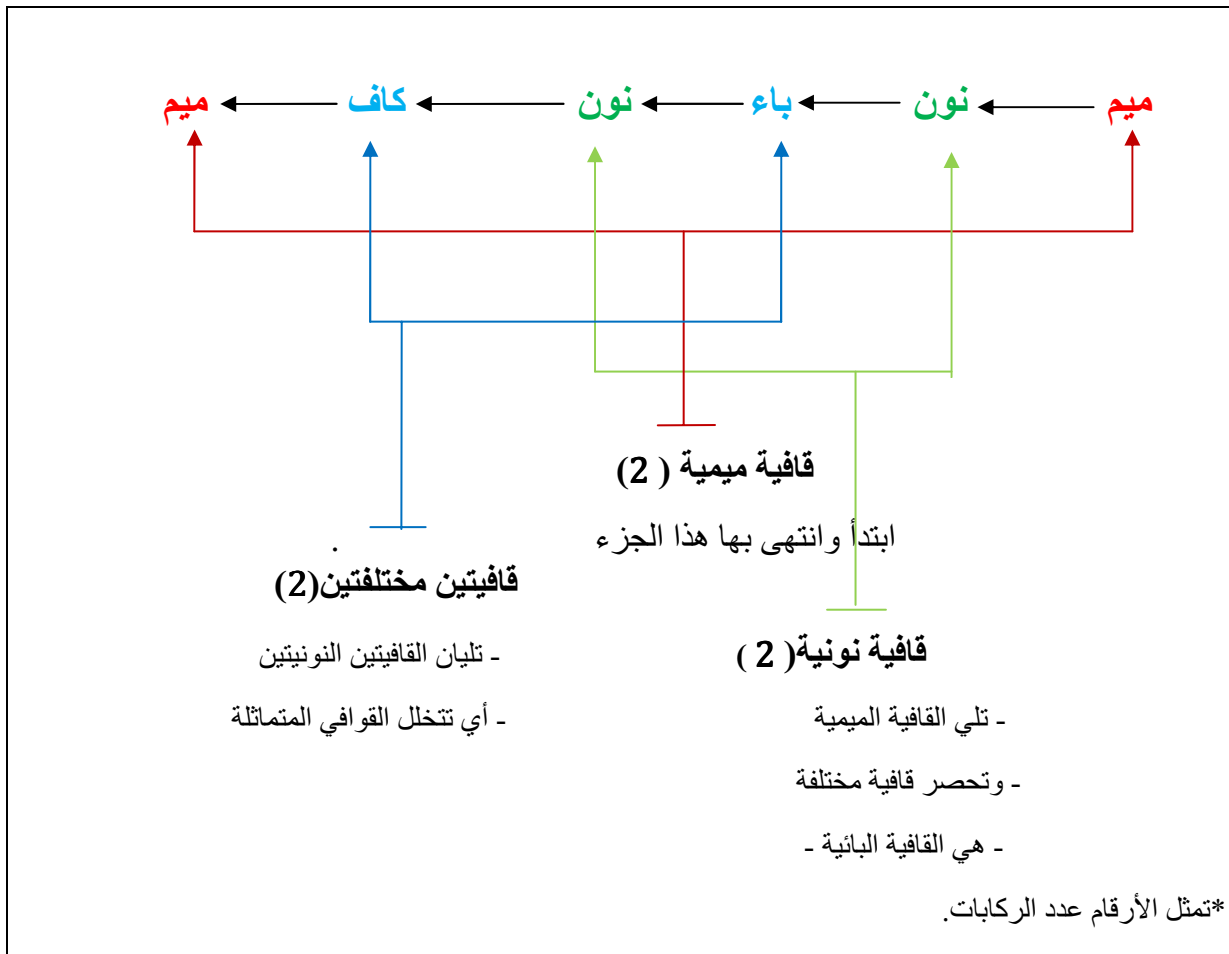 ميم نون باء نون كاف ميم
قافية ميمية ( 2)
ابتدأ وانتهى بها هذا الجزء
.
قافيتين مختلفتين(2)
- تليان القافيتين النونيتين
- أي تتخلل القوافي المتماثلة
قافية نونية( 2 )
- تلي القافية الميمية
- وتحصر قافية مختلفة
- هي القافية البائية -
*تمثل الأرقام عدد الركابات.